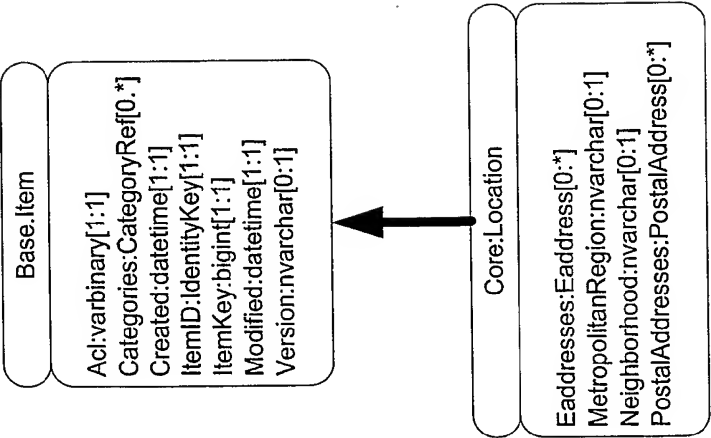 Base.Item
Acl:varbinary[1:1]
Categories:CategoryRef[0.*]
Created:datetime[1:1]
ItemID:IdentityKey[1:1]
ItemKey:bigint[1:1]
Modified:datetime[1:1]
Version:nvarchar[0:1]
Core:Location
Eaddresses:Eaddress[0:*]
MetropolitanRegion:nvarchar[0:1]
Neighborhood:nvarchar[0:1]
PostalAddresses:PostalAddress[0:*]